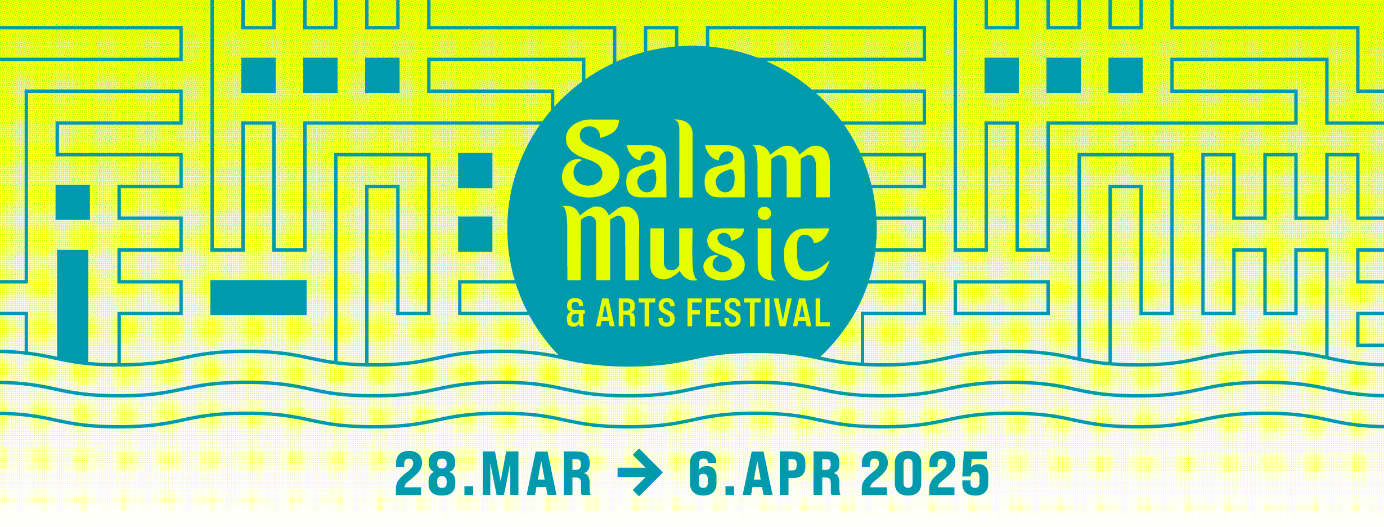 Salam
Music
& ARTS FESTIVAL
28.MAR → 6.APR 2025